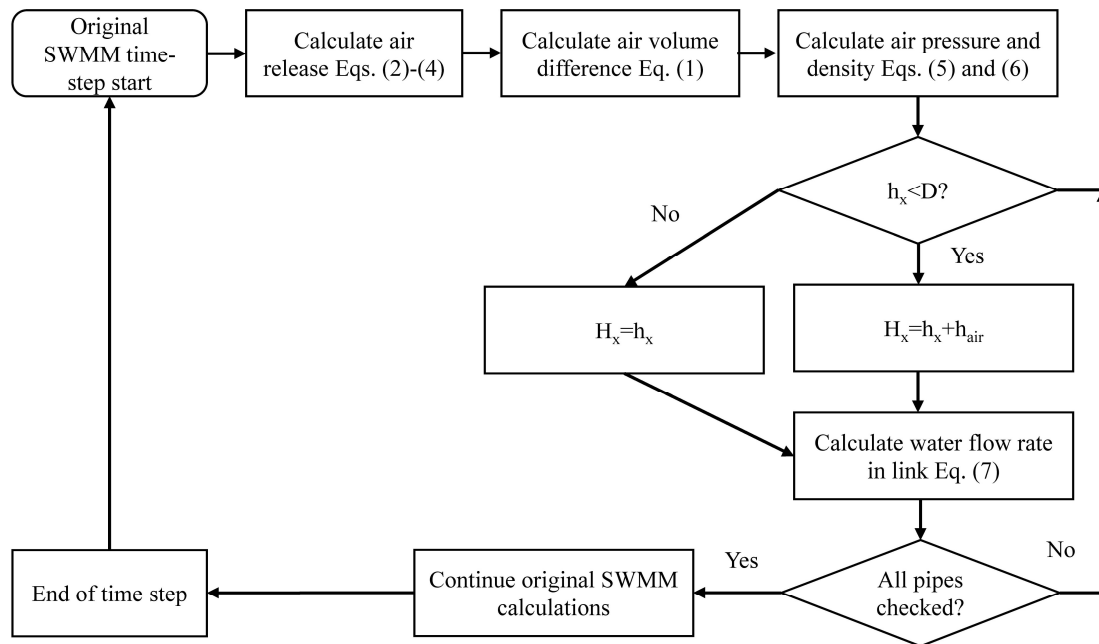 Original
SWMM time-
step start
Calculate air
release Eqs. (2)-(4)
Calculate air volume
difference Eq. (1)
Calculate air pressure and
density Eqs. (5) and (6)
hₓ<D?
No
Yes
Hₓ=hₓ
Hₓ=hₓ+h_air
Calculate water flow rate
in link Eq. (7)
All pipes
checked?
No
Yes
Continue original SWMM
calculations
End of time step